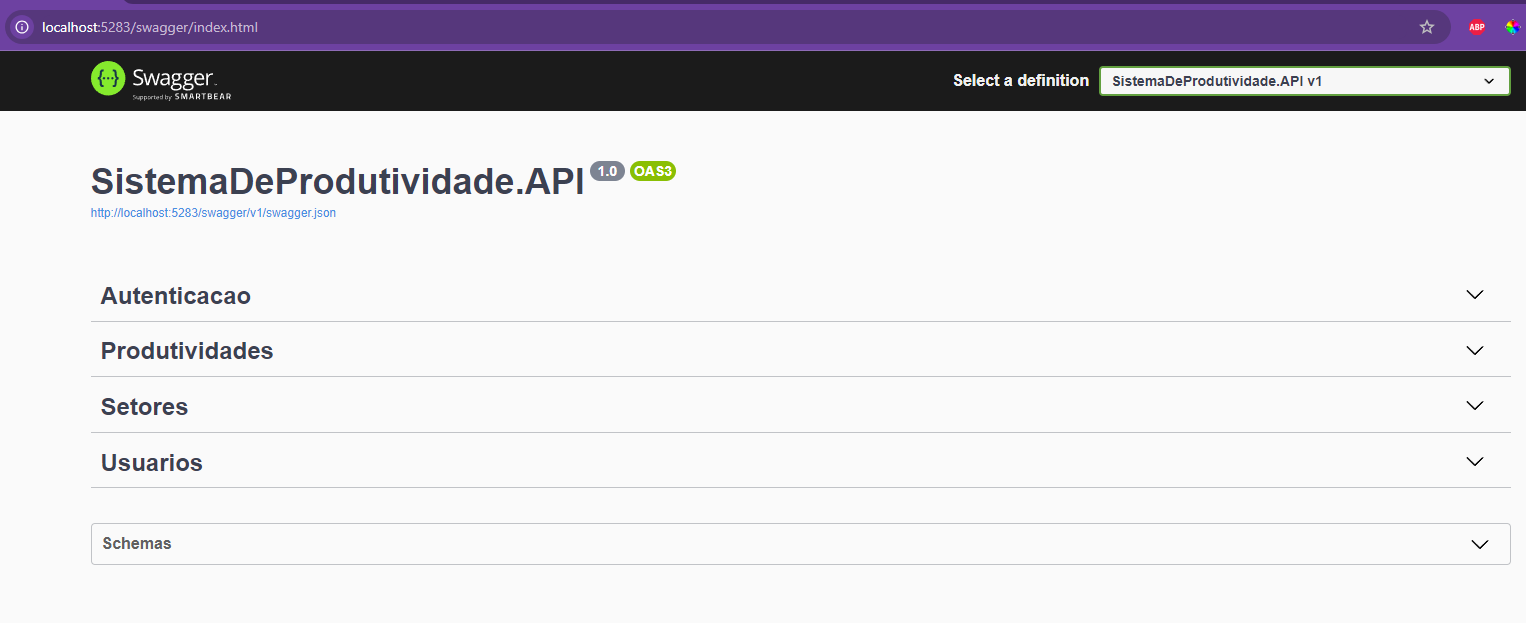 localhost:5283/swagger/index.html
ABP
{···} Swagger
Supported by SMARTBEAR
Select a definition
SistemaDeProdutividade.API v1
SistemaDeProdutividade.API 1.0 OAS3
http://localhost:5283/swagger/v1/swagger.json
Autenticacao
Produtividades
Setores
Usuarios
Schemas